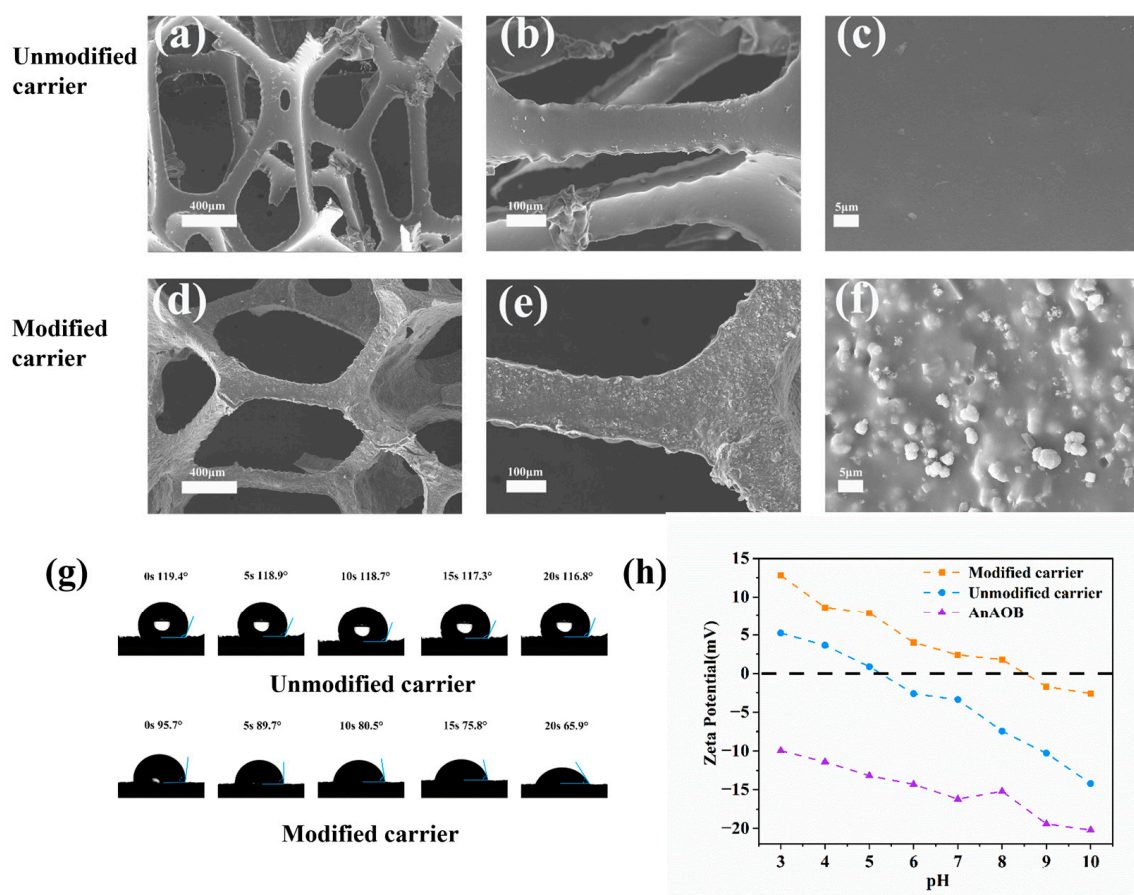 Unmodified
carrier
(a)
400μm
(b)
100μm
(c)
5μm
Modified
carrier
(d)
400μm
(e)
100μm
(f)
5μm
(g)
0s 119.4°
5s 118.9°
10s 118.7°
15s 117.3°
20s 116.8°
Unmodified carrier
0s 95.7°
5s 89.7°
10s 80.5°
15s 75.8°
20s 65.9°
Modified carrier
(h)
Zeta Potential(mV)
15
10
5
0
−5
−10
−15
−20
Modified carrier
Unmodified carrier
AnAOB
3 4 5 6 7 8 9 10
pH